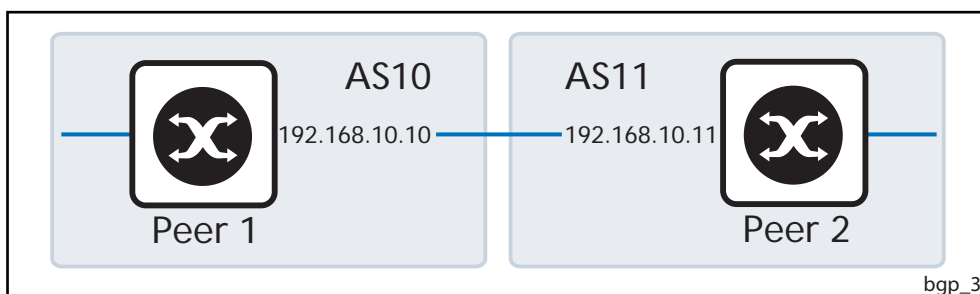 AS10
AS11
192.168.10.10
192.168.10.11
Peer 1
Peer 2
bgp_3